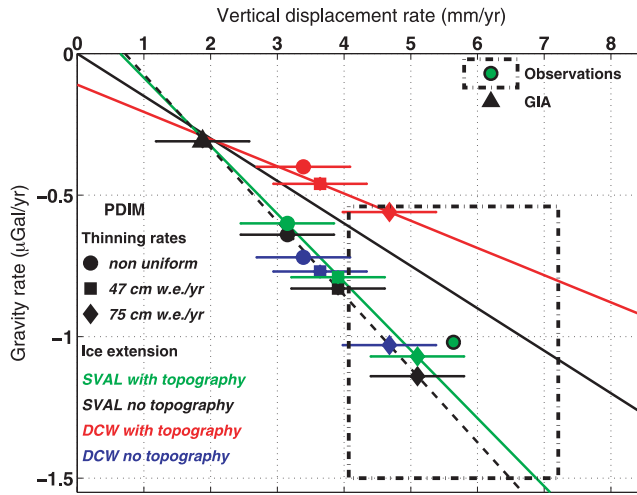 Vertical displacement rate (mm/yr)
0 1 2 3 4 5 6 7 8
Gravity rate (µGal/yr)
0
−0.5
−1
−1.5
Observations
GIA
PDIM
Thinning rates
non uniform
47 cm w.e./yr
75 cm w.e./yr
Ice extension
SVAL with topography
SVAL no topography
DCW with topography
DCW no topography